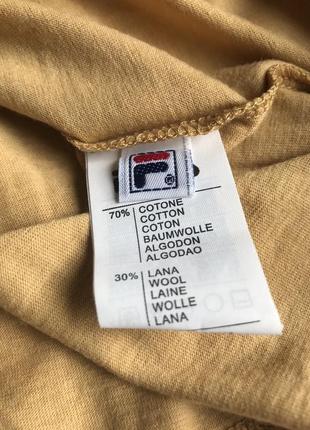 F
®
70% COTONE
COTTON
COTON
BAUMWOLLE
ALGODON
ALGODAO
30% LANA
WOOL
LAINE
WOLLE
LANA